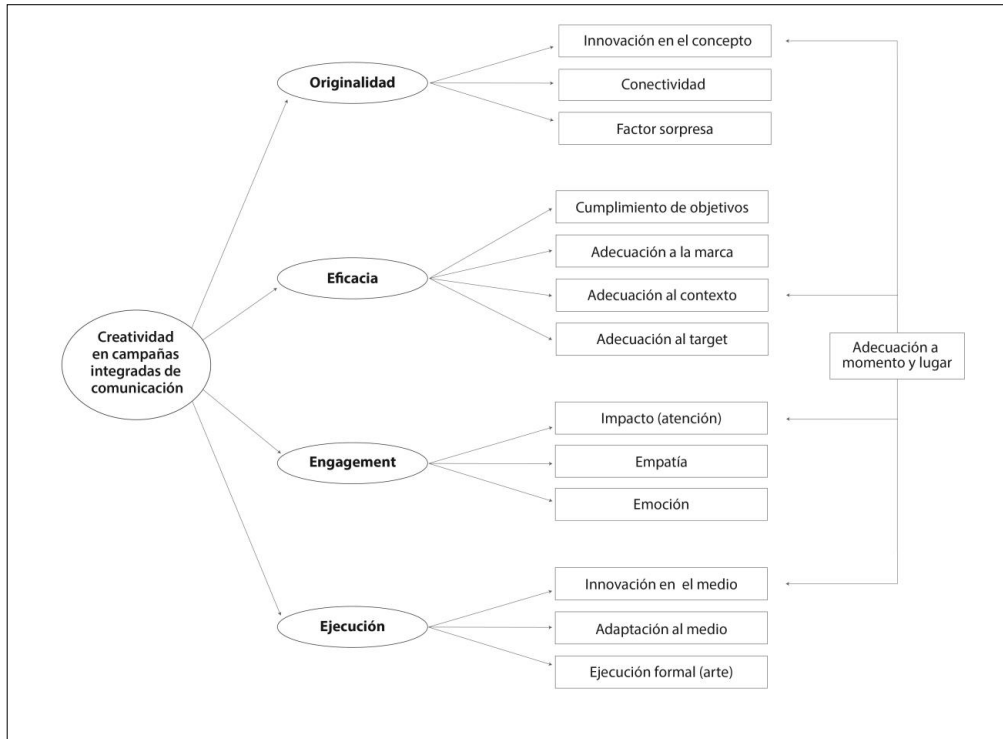 Innovación en el concepto
Originalidad
Conectividad
Factor sorpresa
Cumplimiento de objetivos
Adecuación a la marca
Eficacia
Adecuación al contexto
Adecuación al target
Creatividad
en campañas
integradas de
comunicación
Adecuación a
momento y lugar
Impacto (atención)
Engagement
Empatía
Emoción
Innovación en el medio
Ejecución
Adaptación al medio
Ejecución formal (arte)